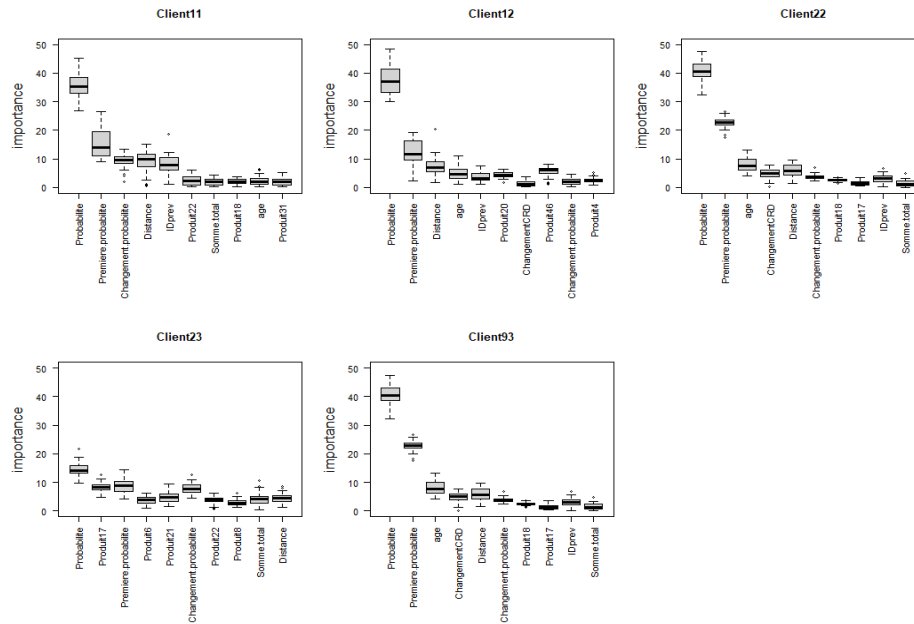 Client11
importance
50
40
30
20
10
0
Probabilite
Premiere.probabilite
Changement.probabilite
Distance
IDprev
Produit22
Somme.total
Produit18
age
Produit31
Client12
importance
50
40
30
20
10
0
Probabilite
Premiere.probabilite
Distance
age
IDprev
Produit20
ChangementCRD
Produit46
Changement.probabilite
Produit4
Client22
importance
50
40
30
20
10
0
Probabilite
Premiere.probabilite
age
ChangementCRD
Distance
Changement.probabilite
Produit18
Produit17
IDprev
Somme.total
Client23
importance
50
40
30
20
10
0
Probabilite
Produit17
Premiere.probabilite
Produit6
Produit21
Changement.probabilite
Produit22
Produit8
Somme.total
Distance
Client93
importance
50
40
30
20
10
0
Probabilite
Premiere.probabilite
age
ChangementCRD
Distance
Changement.probabilite
Produit18
Produit17
IDprev
Somme.total